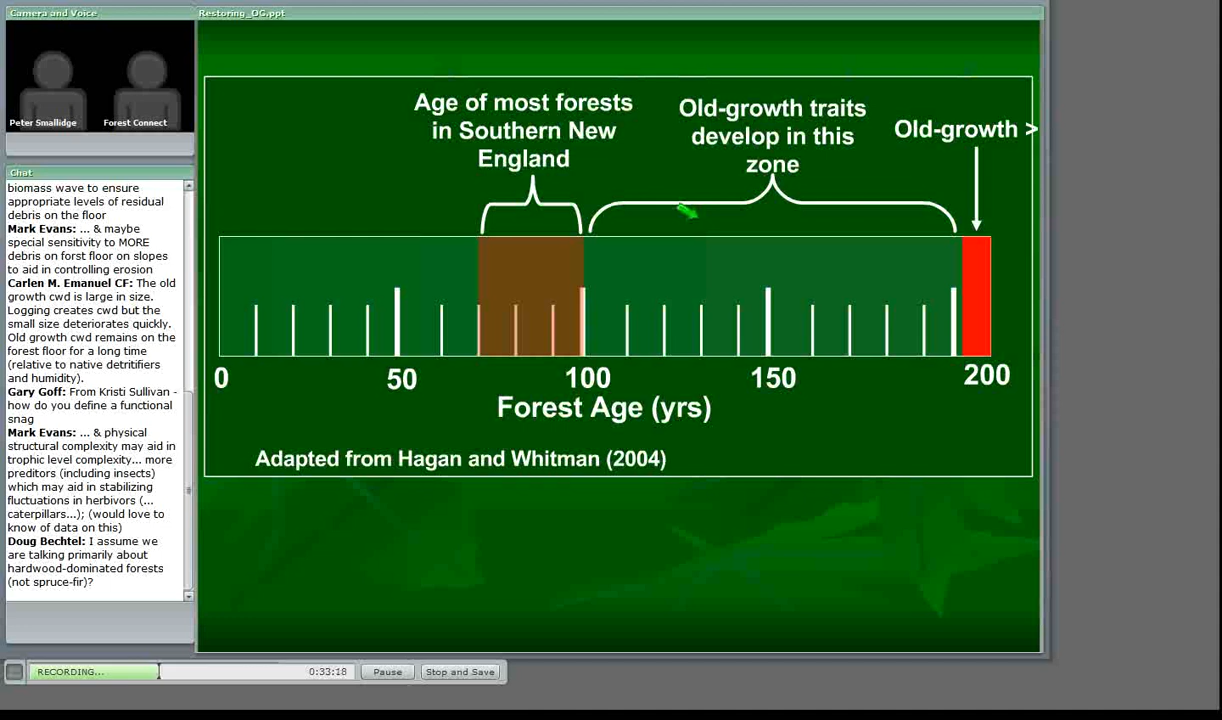 Camera and Voice
Peter Smallidge
Forest Connect
Chat
biomass wave to ensure
appropriate levels of residual
debris on the floor
Mark Evans: ... & maybe
special sensitivity to MORE
debris on forst floor on slopes
to aid in controlling erosion
Carlen M. Emanuel CF: The old
growth cwd is large in size.
Logging creates cwd but the
small size deteriorates quickly.
Old growth cwd remains on the
forest floor for a long time
(relative to native detritifiers
and humidity).
Gary Goff: From Kristi Sullivan -
how do you define a functional
snag
Mark Evans: ... & physical
structural complexity may aid in
trophic level complexity... more
preditors (including insects)
which may aid in stabilizing
fluctuations in herbivors (...
caterpillars...); (would love to
know of data on this)
Doug Bechtel: I assume we
are talking primarily about
hardwood-dominated forests
(not spruce-fir)?
Restoring_OG.ppt
Age of most forests
in Southern New
England
Old-growth traits
develop in this
zone
Old-growth >
0 50 100 150 200
Forest Age (yrs)
Adapted from Hagan and Whitman (2004)
RECORDING... 0:33:18 Pause Stop and Save